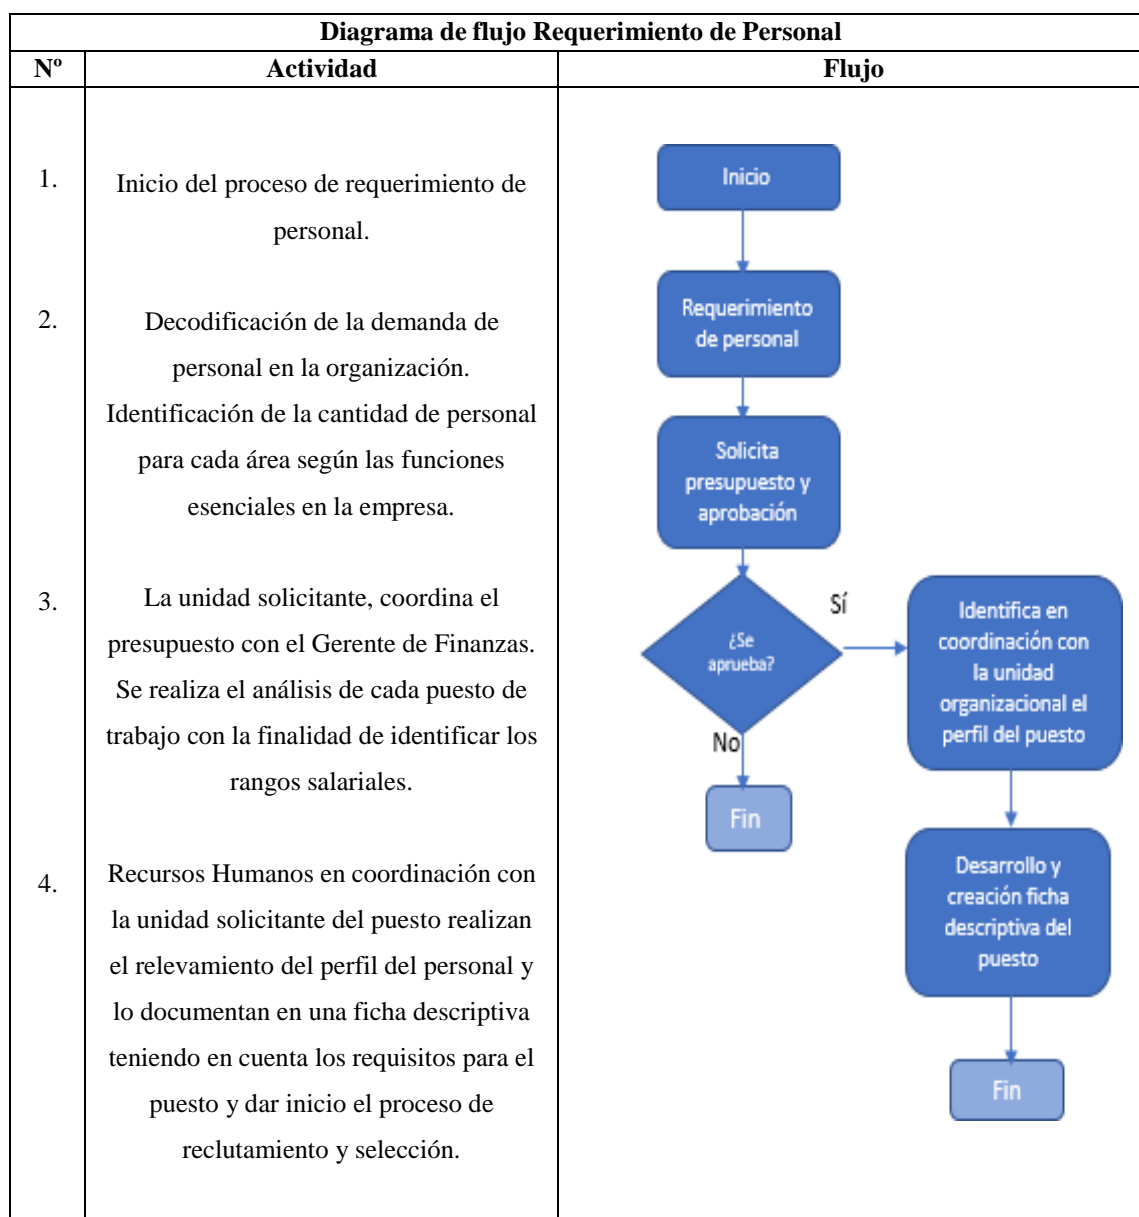 Diagrama de flujo Requerimiento de Personal
Nº Actividad Flujo
1.
Inicio del proceso de requerimiento de
personal.
2.
Decodificación de la demanda de
personal en la organización.
Identificación de la cantidad de personal
para cada área según las funciones
esenciales en la empresa.
3.
La unidad solicitante, coordina el
presupuesto con el Gerente de Finanzas.
Se realiza el análisis de cada puesto de
trabajo con la finalidad de identificar los
rangos salariales.
4.
Recursos Humanos en coordinación con
la unidad solicitante del puesto realizan
el relevamiento del perfil del personal y
lo documentan en una ficha descriptiva
teniendo en cuenta los requisitos para el
puesto y dar inicio el proceso de
reclutamiento y selección.
Inicio
Requerimiento
de personal
Solicita
presupuesto y
aprobación
¿Se
aprueba?
Sí
No
Fin
Identifica en
coordinación con
la unidad
organizacional el
perfil del puesto
Desarrollo y
creación ficha
descriptiva del
puesto
Fin